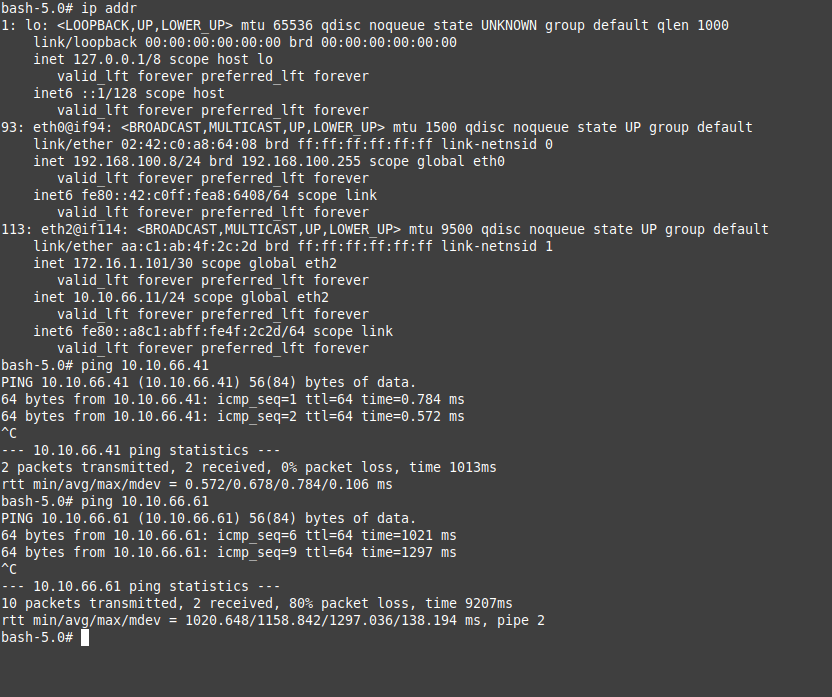 bash-5.0# ip addr
1: lo: <LOOPBACK,UP,LOWER_UP> mtu 65536 qdisc noqueue state UNKNOWN group default qlen 1000
    link/loopback 00:00:00:00:00:00 brd 00:00:00:00:00:00
    inet 127.0.0.1/8 scope host lo
       valid_lft forever preferred_lft forever
    inet6 ::1/128 scope host
       valid_lft forever preferred_lft forever
93: eth0@if94: <BROADCAST,MULTICAST,UP,LOWER_UP> mtu 1500 qdisc noqueue state UP group default
    link/ether 02:42:c0:a8:64:08 brd ff:ff:ff:ff:ff:ff link-netnsid 0
    inet 192.168.100.8/24 brd 192.168.100.255 scope global eth0
       valid_lft forever preferred_lft forever
    inet6 fe80::42:c0ff:fea8:6408/64 scope link
       valid_lft forever preferred_lft forever
113: eth2@if114: <BROADCAST,MULTICAST,UP,LOWER_UP> mtu 9500 qdisc noqueue state UP group default
    link/ether aa:c1:ab:4f:2c:2d brd ff:ff:ff:ff:ff:ff link-netnsid 1
    inet 172.16.1.101/30 scope global eth2
       valid_lft forever preferred_lft forever
    inet 10.10.66.11/24 scope global eth2
       valid_lft forever preferred_lft forever
    inet6 fe80::a8c1:abff:fe4f:2c2d/64 scope link
       valid_lft forever preferred_lft forever
bash-5.0# ping 10.10.66.41
PING 10.10.66.41 (10.10.66.41) 56(84) bytes of data.
64 bytes from 10.10.66.41: icmp_seq=1 ttl=64 time=0.784 ms
64 bytes from 10.10.66.41: icmp_seq=2 ttl=64 time=0.572 ms
^C
--- 10.10.66.41 ping statistics ---
2 packets transmitted, 2 received, 0% packet loss, time 1013ms
rtt min/avg/max/mdev = 0.572/0.678/0.784/0.106 ms
bash-5.0# ping 10.10.66.61
PING 10.10.66.61 (10.10.66.61) 56(84) bytes of data.
64 bytes from 10.10.66.61: icmp_seq=6 ttl=64 time=1021 ms
64 bytes from 10.10.66.61: icmp_seq=9 ttl=64 time=1297 ms
^C
--- 10.10.66.61 ping statistics ---
10 packets transmitted, 2 received, 80% packet loss, time 9207ms
rtt min/avg/max/mdev = 1020.648/1158.842/1297.036/138.194 ms, pipe 2
bash-5.0#